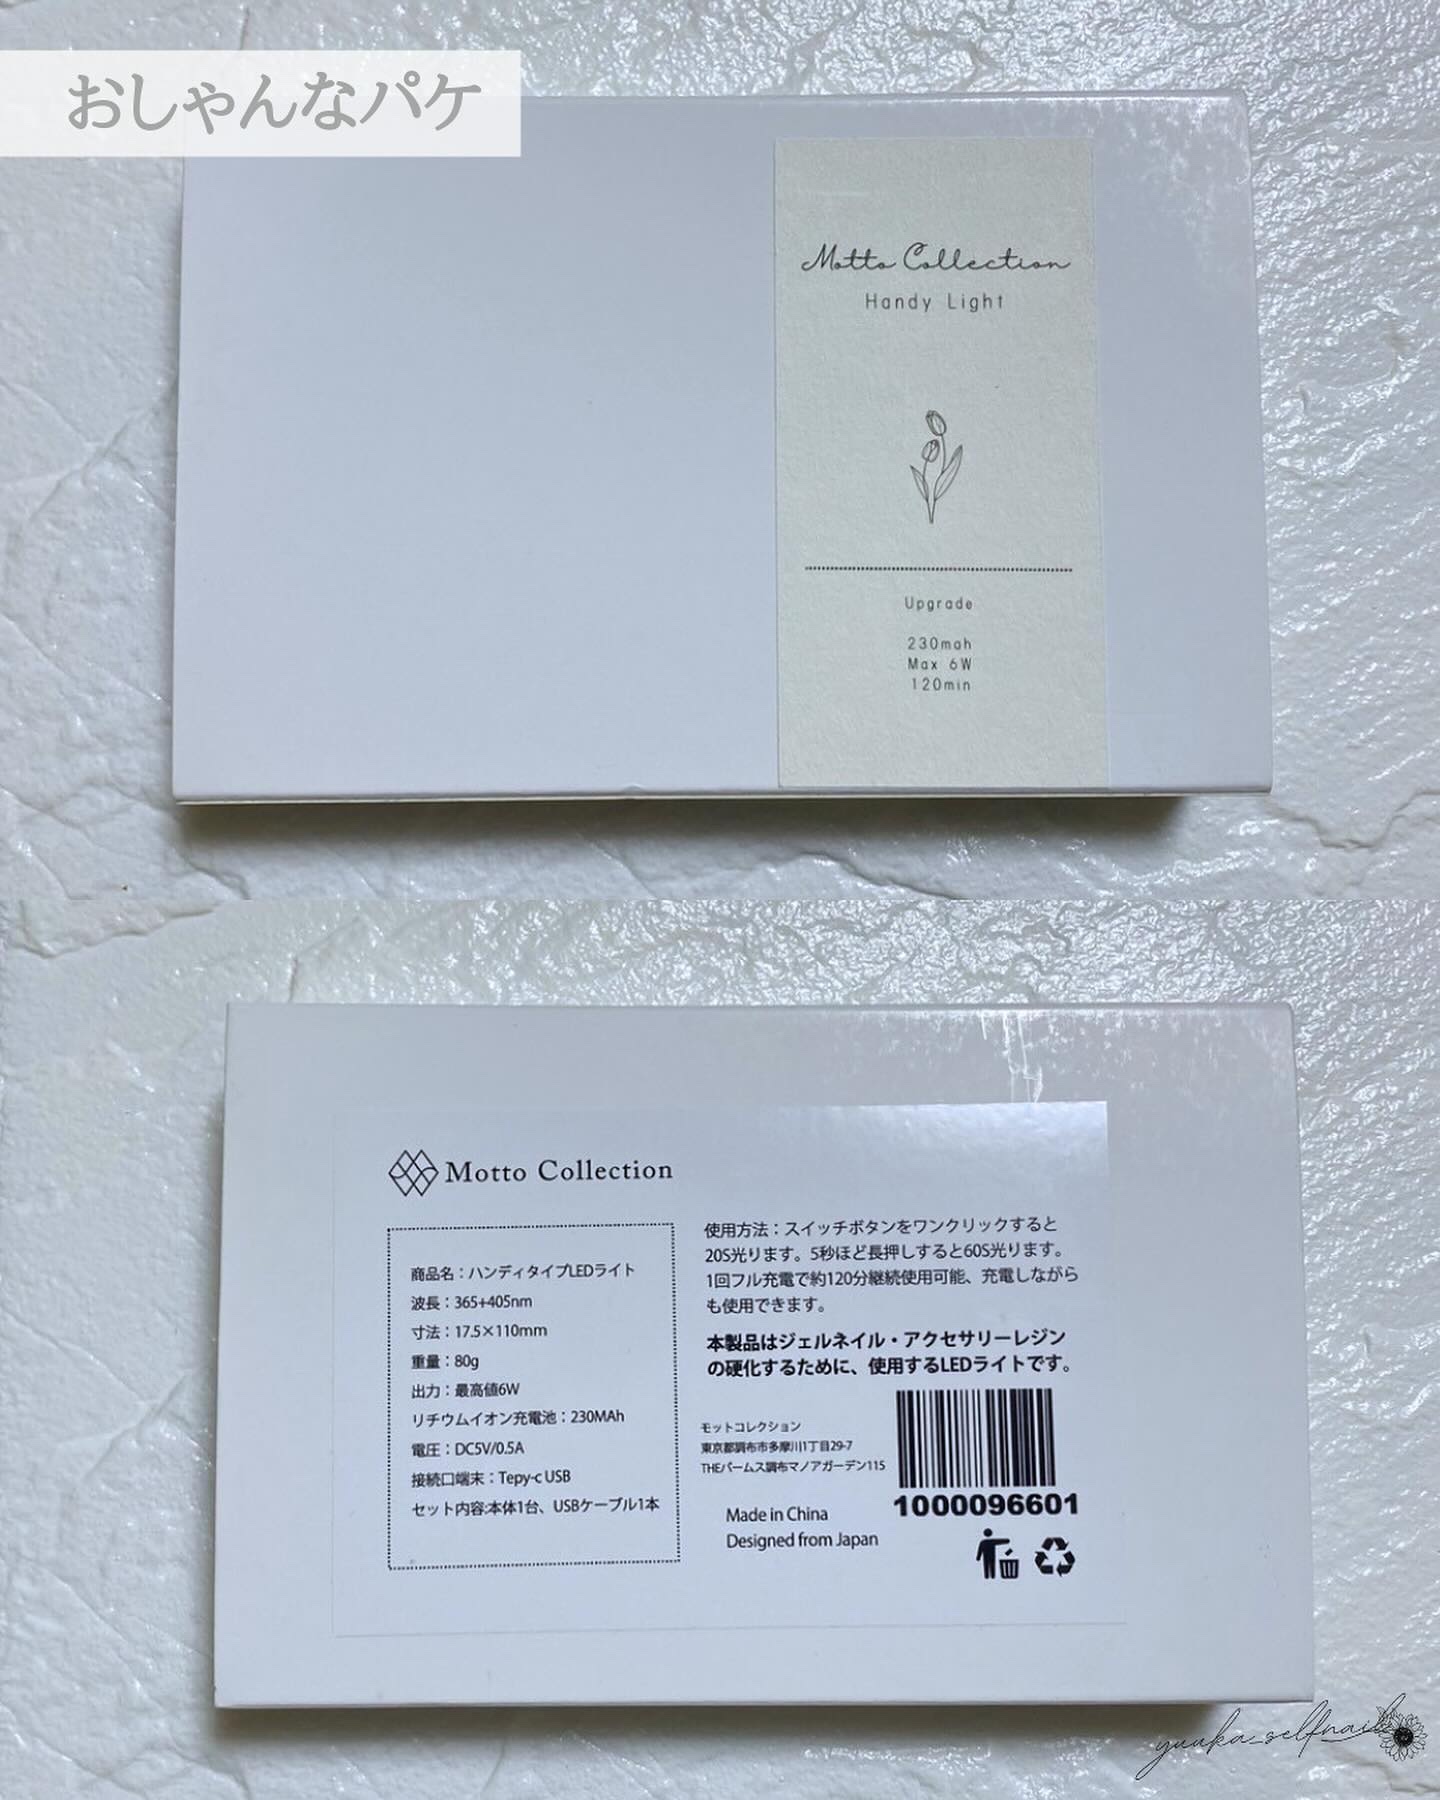 おしゃんなパケ
Motto Collection
Handy Light
Upgrade
230mah
Max 6W
120min
Motto Collection
商品名：ハンディタイプLEDライト
波長：365+405nm
寸法：17.5×110mm
重量：80g
出力：最高値6W
リチウムイオン充電池：230MAh
電圧：DC5V/0.5A
接続口端末：Tepy-c USB
セット内容:本体1台、USBケーブル1本
使用方法：スイッチボタンをワンクリックすると
20S光ります。5秒ほど長押しすると60S光ります。
1回フル充電で約120分継続使用可能、充電しながら
も使用できます。
本製品はジェルネイル・アクセサリーレジン
の硬化するために、使用するLEDライトです。
モットコレクション
東京都調布市多摩川1丁目29-7
THEパームス調布マノアガーデン115
Made in China
Designed from Japan
1000096601
yuuka_selfnail